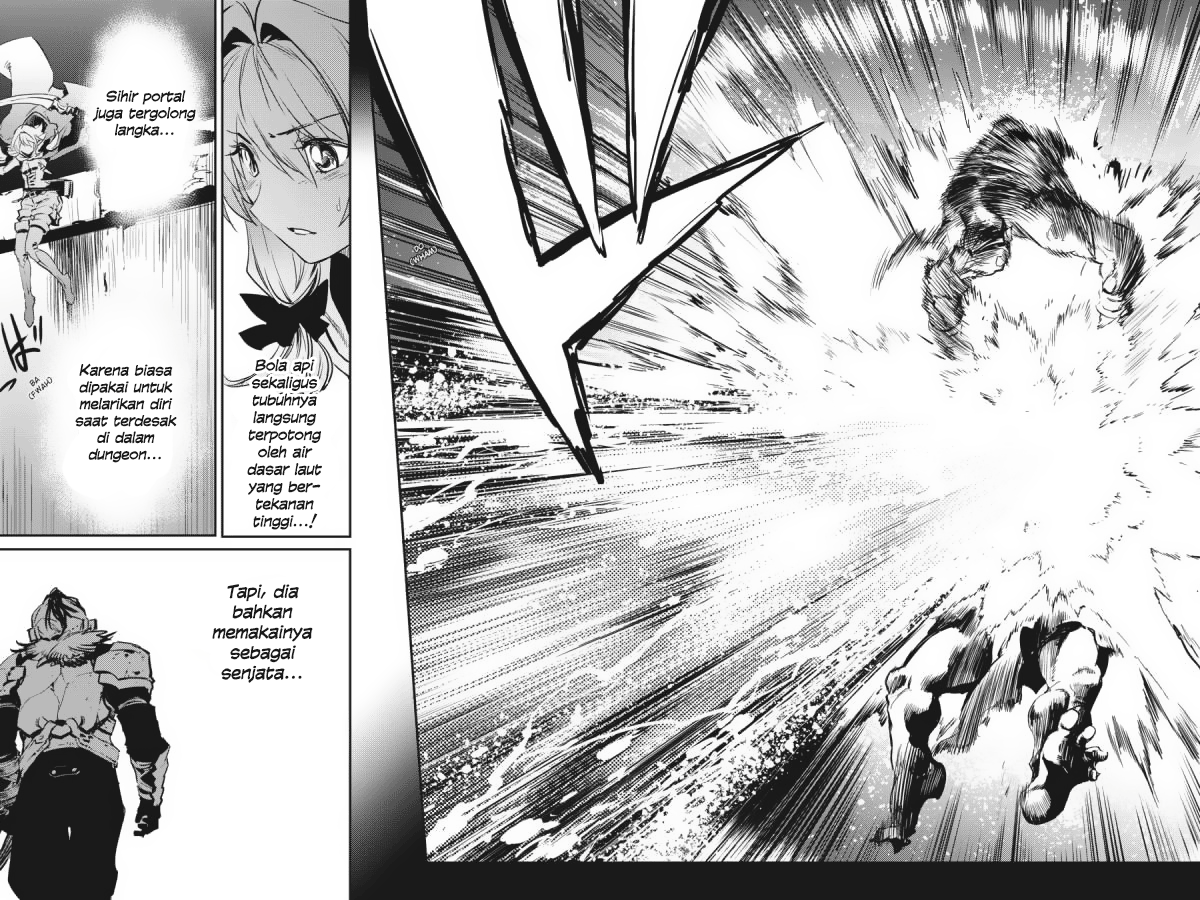 DO
(WHAM)
Bola api
sekaligus
tubuhnya
langsung
terpotong
oleh air
dasar laut
yang ber-
tekanan
tinggi...!
Sihir portal
juga tergolong
langka...
ばっ
BA
(FWAH)
Karena biasa
dipakai untuk
melarikan diri
saat terdesak
di dalam
dungeon...
Tapi, dia
bahkan
memakainya
sebagai
senjata...